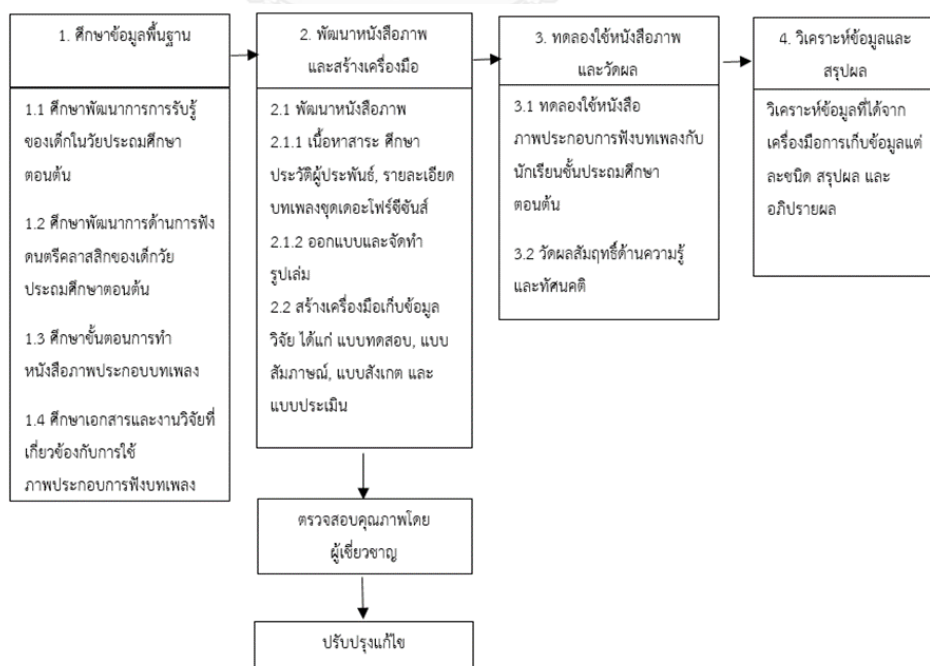 1. ศึกษาข้อมูลพื้นฐาน
1.1 ศึกษาพัฒนาการการรับรู้
ของเด็กในวัยประถมศึกษา
ตอนต้น
1.2 ศึกษาพัฒนาการด้านการฟัง
ดนตรีคลาสสิกของเด็กวัย
ประถมศึกษาตอนต้น
1.3 ศึกษาขั้นตอนการทำ
หนังสือภาพประกอบบทเพลง
1.4 ศึกษาเอกสารและงานวิจัยที่
เกี่ยวข้องกับการใช้
ภาพประกอบการฟังบทเพลง
2. พัฒนาหนังสือภาพ
และสร้างเครื่องมือ
2.1 พัฒนาหนังสือภาพ
2.1.1 เนื้อหาสาระ ศึกษา
ประวัติผู้ประพันธ์, รายละเอียด
บทเพลงชุดเดอะโฟร์ซีซันส์
2.1.2 ออกแบบและจัดทำ
รูปเล่ม
2.2 สร้างเครื่องมือเก็บข้อมูล
วิจัย ได้แก่ แบบทดสอบ, แบบ
สัมภาษณ์, แบบสังเกต และ
แบบประเมิน
ตรวจสอบคุณภาพโดย
ผู้เชี่ยวชาญ
ปรับปรุงแก้ไข
3. ทดลองใช้หนังสือภาพ
และวัดผล
3.1 ทดลองใช้หนังสือ
ภาพประกอบการฟังบทเพลงกับ
นักเรียนชั้นประถมศึกษา
ตอนต้น
3.2 วัดผลสัมฤทธิ์ด้านความรู้
และทัศนคติ
4. วิเคราะห์ข้อมูลและ
สรุปผล
วิเคราะห์ข้อมูลที่ได้จาก
เครื่องมือการเก็บข้อมูลแต่
ละชนิด สรุปผล และ
อภิปรายผล